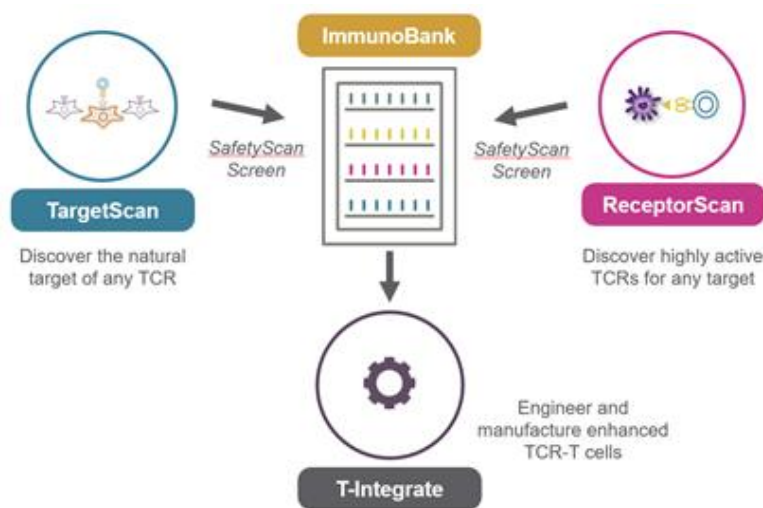 ImmunoBank
SafetyScan
Screen
SafetyScan
Screen
TargetScan
ReceptorScan
Discover the natural
target of any TCR
Discover highly active
TCRs for any target
Engineer and
manufacture enhanced
TCR-T cells
T-Integrate